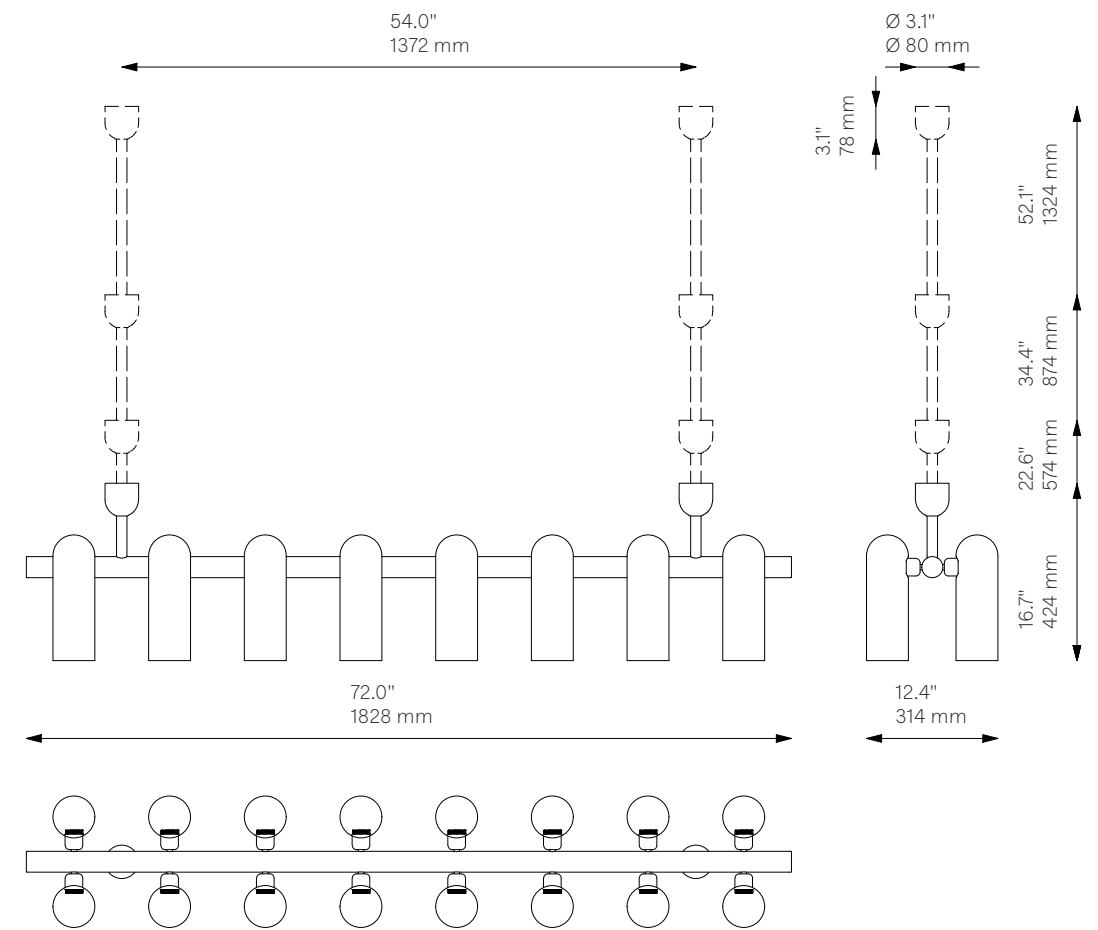 54.0"
1372 mm
Ø 3.1"
Ø 80 mm
3.1"
78 mm
52.1"
1324 mm
34.4"
874 mm
22.6"
574 mm
16.7"
424 mm
72.0"
1828 mm
12.4"
314 mm